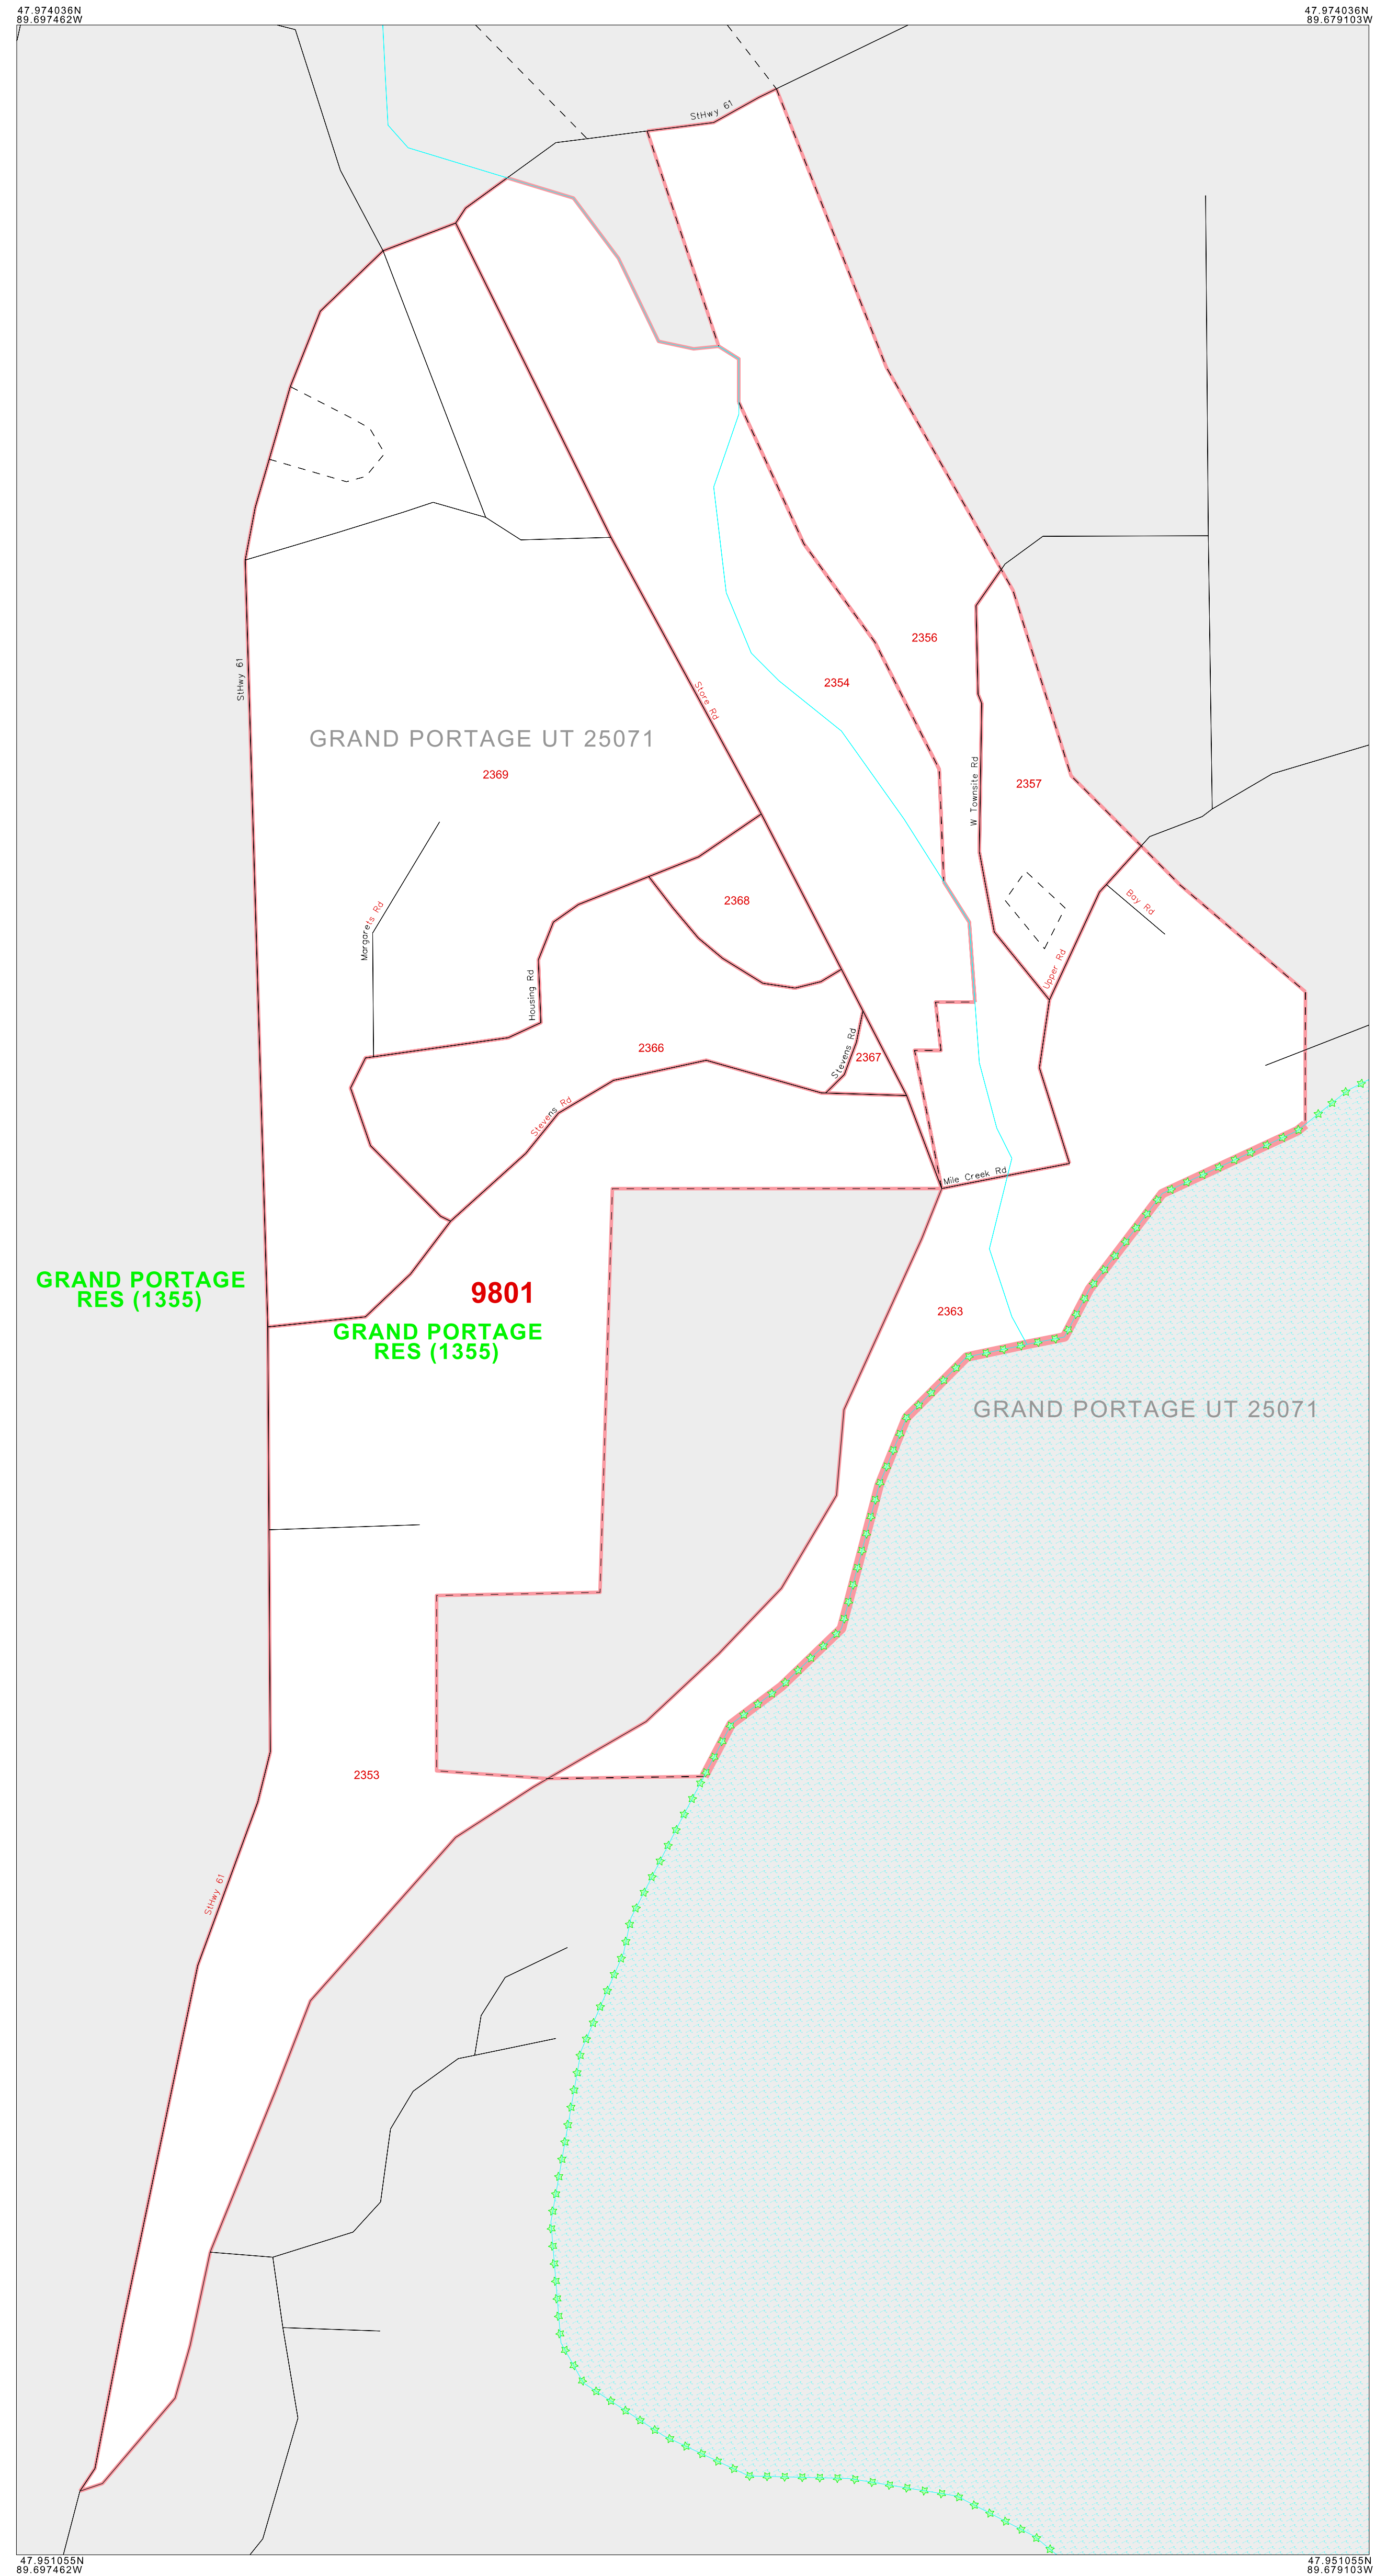 47.974036N
89.697462W
47.974036N
89.679103W
StHwy 61
2356
StHwy 61
2354
Store Rd
GRAND PORTAGE UT 25071
2369
W Townsite Rd
2357
2368
Bay Rd
Margarets Rd
Upper Rd
Housing Rd
2366
Stevens Rd
2367
Stevens Rd
Mile Creek Rd
GRAND PORTAGE
RES (1355)
9801
2363
GRAND PORTAGE
RES (1355)
GRAND PORTAGE UT 25071
2353
StHwy 61
47.951055N
89.697462W
47.951055N
89.679103W